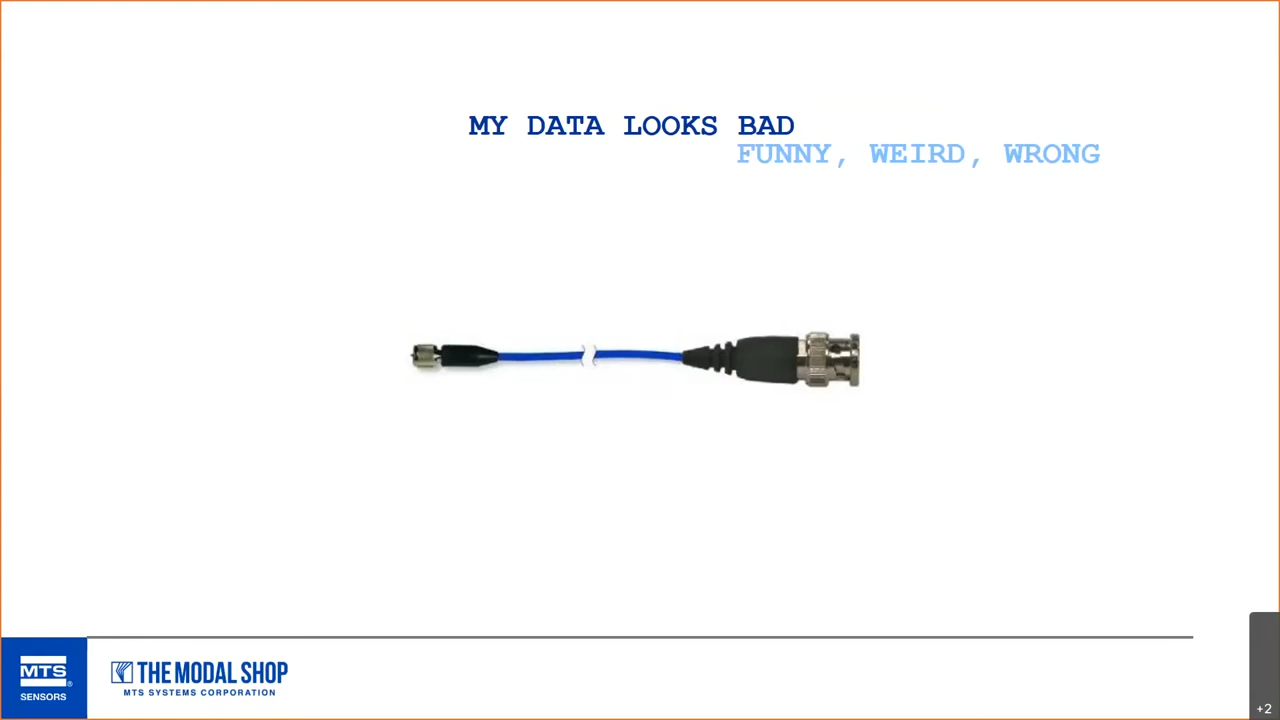 MY DATA LOOKS BAD
FUNNY, WEIRD, WRONG
MTS
®
SENSORS
THE MODAL SHOP
MTS SYSTEMS CORPORATION
+2